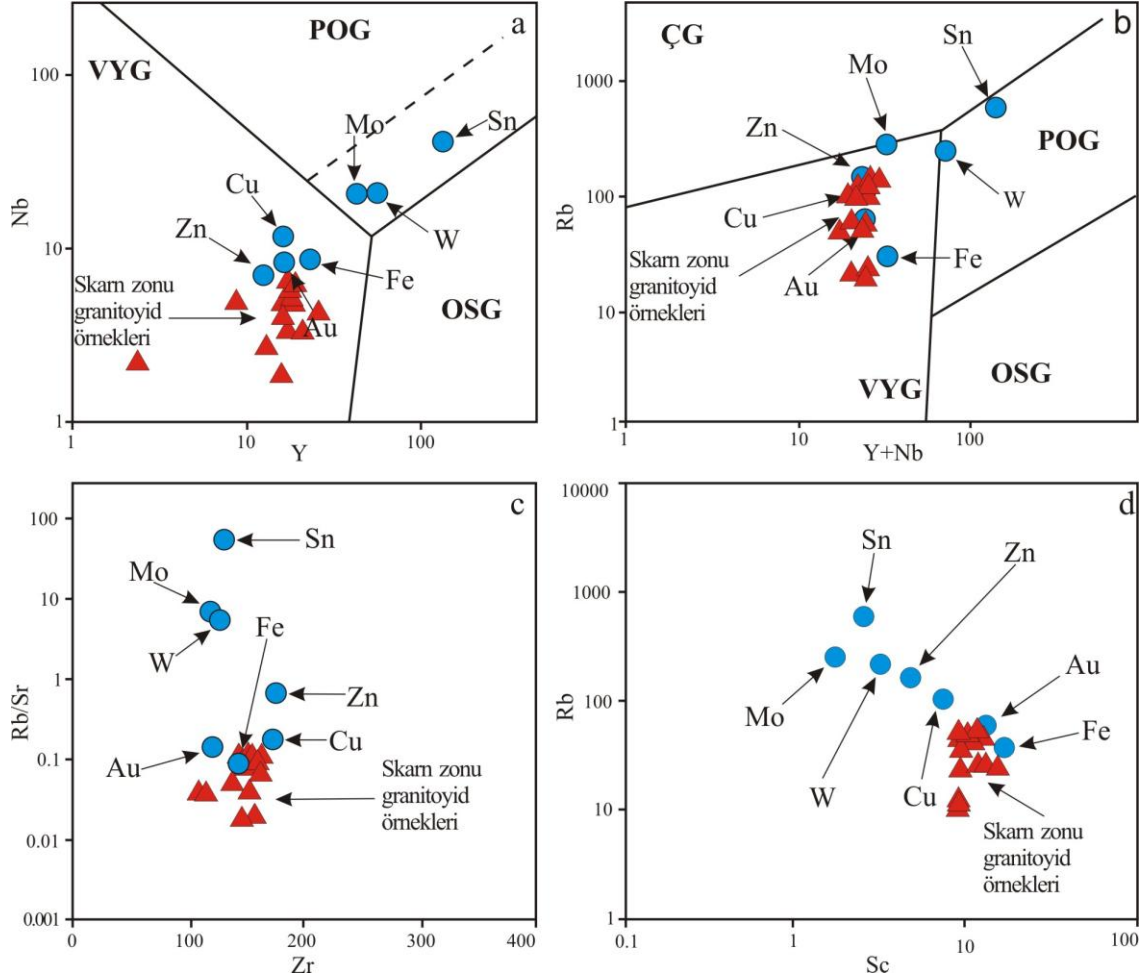 a
POG
VYG
100
Mo
Sn
Cu
Nb
Zn
W
10
Fe
Skarn zonu
granitoyid
örnekleri
Au
OSG
1
1
10
100
Y
b
ÇG
Sn
1000
Mo
Zn
POG
Rb
100
W
Cu
Skarn zonu
granitoyid
örnekleri
Au
Fe
10
VYG
OSG
1
1
10
100
Y+Nb
c
100
Sn
Mo
10
Fe
W
Rb/Sr
1
Zn
Cu
Au
0.1
Skarn zonu
granitoyid
örnekleri
0.01
0.001
0
100
200
300
400
Zr
10000
d
Sn
Zn
1000
Au
Rb
100
Mo
Fe
W
Cu
10
Skarn zonu
granitoyid
örnekleri
1
0.1
1
10
100
Sc